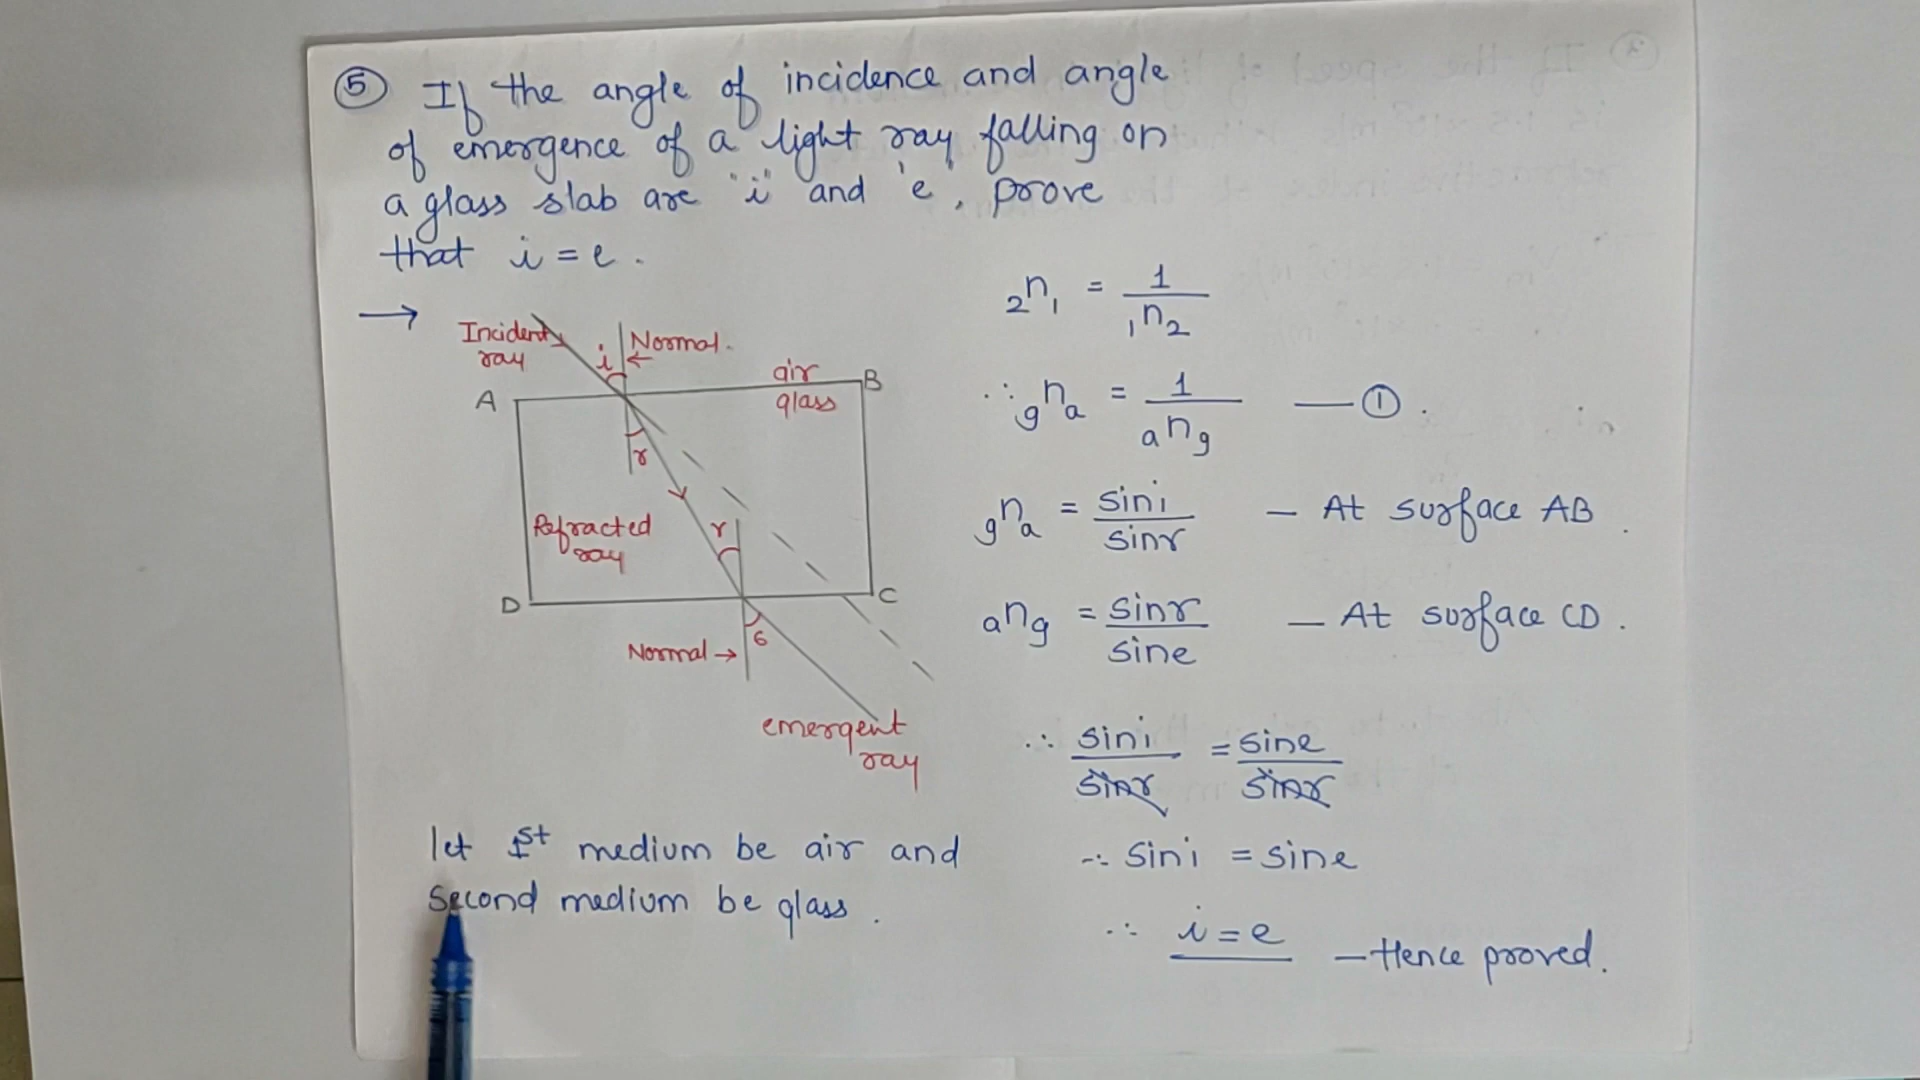 ⑤ If the angle of incidence and angle
of emergence of a light ray falling on
a glass slab are "i" and 'e', prove
that i = e.
→
Incident ray
i
Normal.
←
air
B
A
glass
r
Refracted ray
r
D
C
Normal →
e
emergent ray
let 1st medium be air and
second medium be glass.
₂n₁ = 1/₁n₂
∴ gna = 1/ang — ①.
gna = sini/sinr — At surface AB.
ang = sinr/sine — At surface CD.
∴ sini/sinr = sine/sinr
∴ sini = sine
∴ i = e — Hence proved.